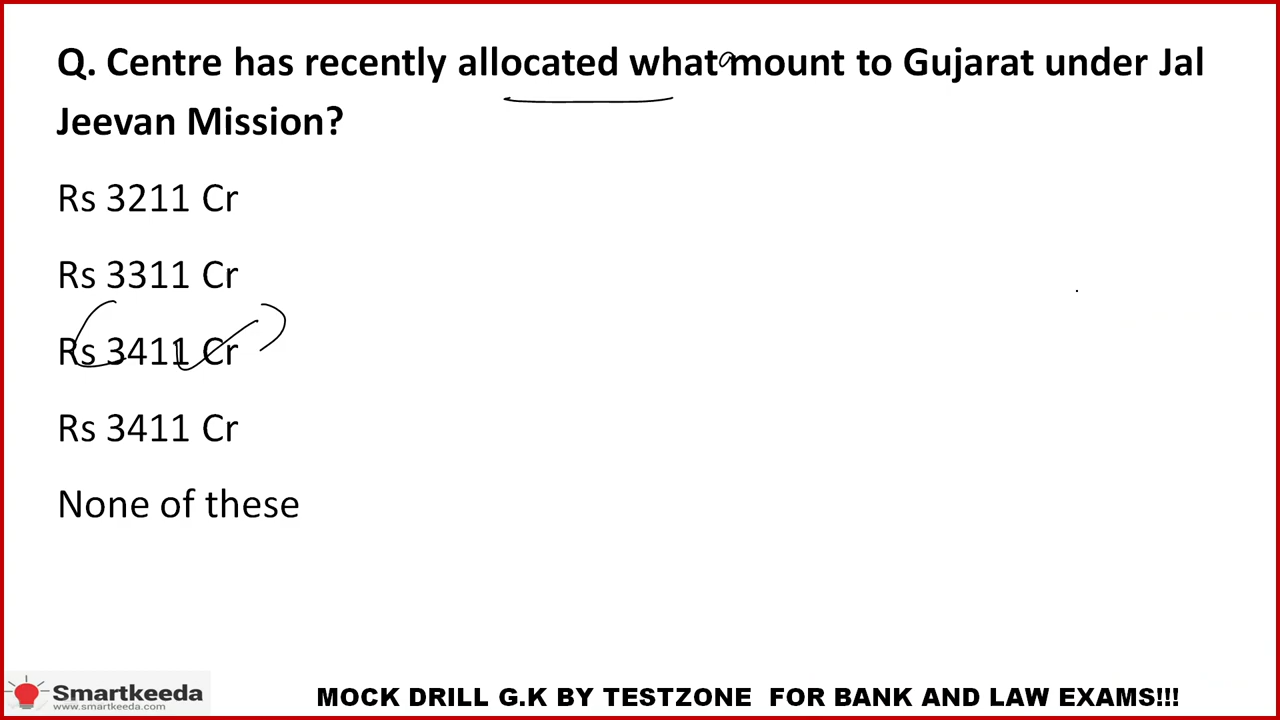 Q. Centre has recently allocated what amount to Gujarat under Jal
Jeevan Mission?
Rs 3211 Cr
Rs 3311 Cr
Rs 3411 Cr
Rs 3411 Cr
None of these
Smartkeeda
www.smartkeeda.com
MOCK DRILL G.K BY TESTZONE FOR BANK AND LAW EXAMS!!!